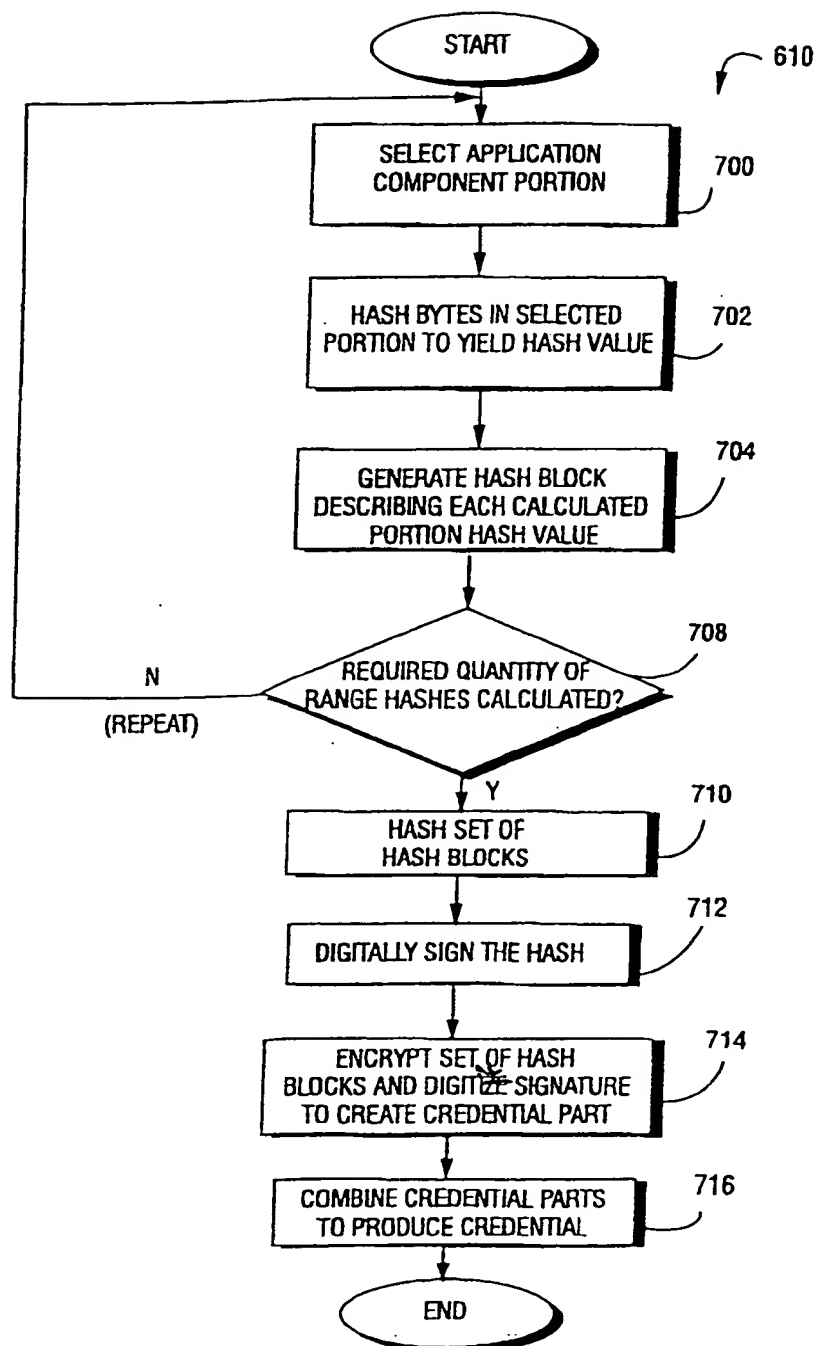 START
610
SELECT APPLICATION
COMPONENT PORTION
700
HASH BYTES IN SELECTED
PORTION TO YIELD HASH VALUE
702
GENERATE HASH BLOCK
DESCRIBING EACH CALCULATED
PORTION HASH VALUE
704
REQUIRED QUANTITY OF
RANGE HASHES CALCULATED?
708
N
(REPEAT)
Y
HASH SET OF
HASH BLOCKS
710
DIGITALLY SIGN THE HASH
712
ENCRYPT SET OF HASH
BLOCKS AND SIGNATURE
TO CREATE CREDENTIAL PART
714
COMBINE CREDENTIAL PARTS
TO PRODUCE CREDENTIAL
716
END